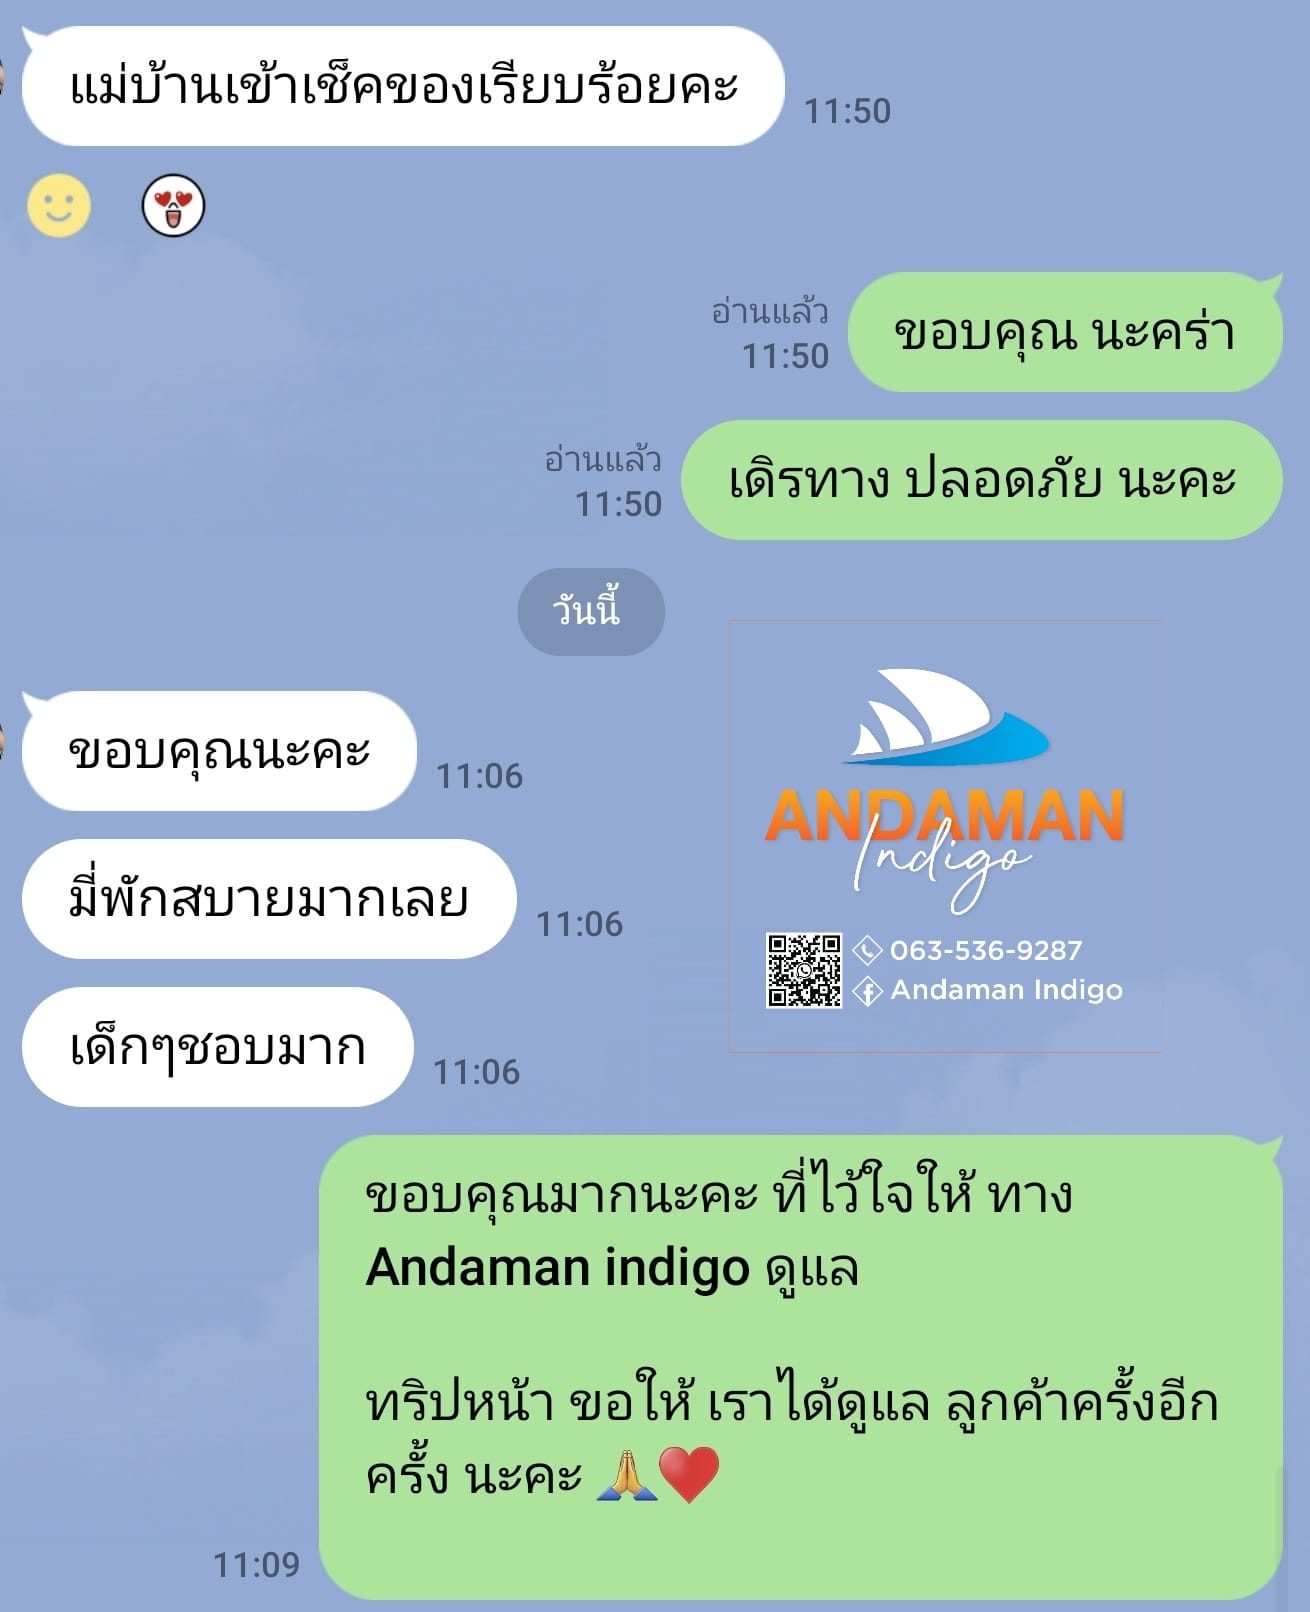 แม่บ้านเข้าเช็คของเรียบร้อยคะ
11:50
อ่านแล้ว
11:50
ขอบคุณ นะคร่า
อ่านแล้ว
11:50
เดิรทาง ปลอดภัย นะคะ
วันนี้
ขอบคุณนะคะ
11:06
มี่พักสบายมากเลย
11:06
เด็กๆชอบมาก
11:06
ANDAMAN
Indigo
063-536-9287
Andaman Indigo
ขอบคุณมากนะคะ ที่ไว้ใจให้ ทาง
Andaman indigo ดูแล
ทริปหน้า ขอให้ เราได้ดูแล ลูกค้าครั้งอีก
ครั้ง นะคะ 🙏❤️
11:09